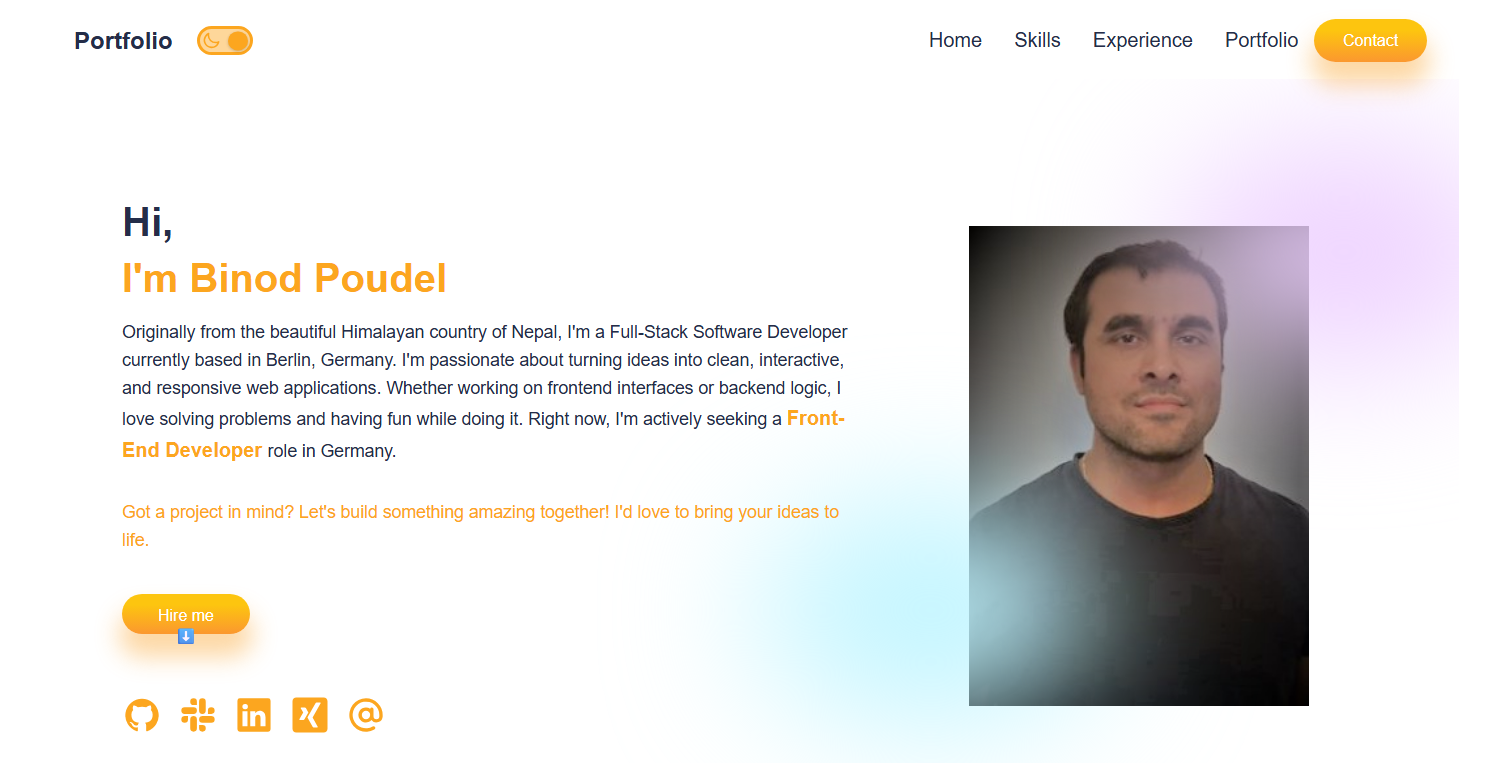 Portfolio
Home Skills Experience Portfolio Contact
Hi,
I'm Binod Poudel
Originally from the beautiful Himalayan country of Nepal, I'm a Full-Stack Software Developer
currently based in Berlin, Germany. I'm passionate about turning ideas into clean, interactive,
and responsive web applications. Whether working on frontend interfaces or backend logic, I
love solving problems and having fun while doing it. Right now, I'm actively seeking a Front-
End Developer role in Germany.
Got a project in mind? Let's build something amazing together! I'd love to bring your ideas to
life.
Hire me
in
@